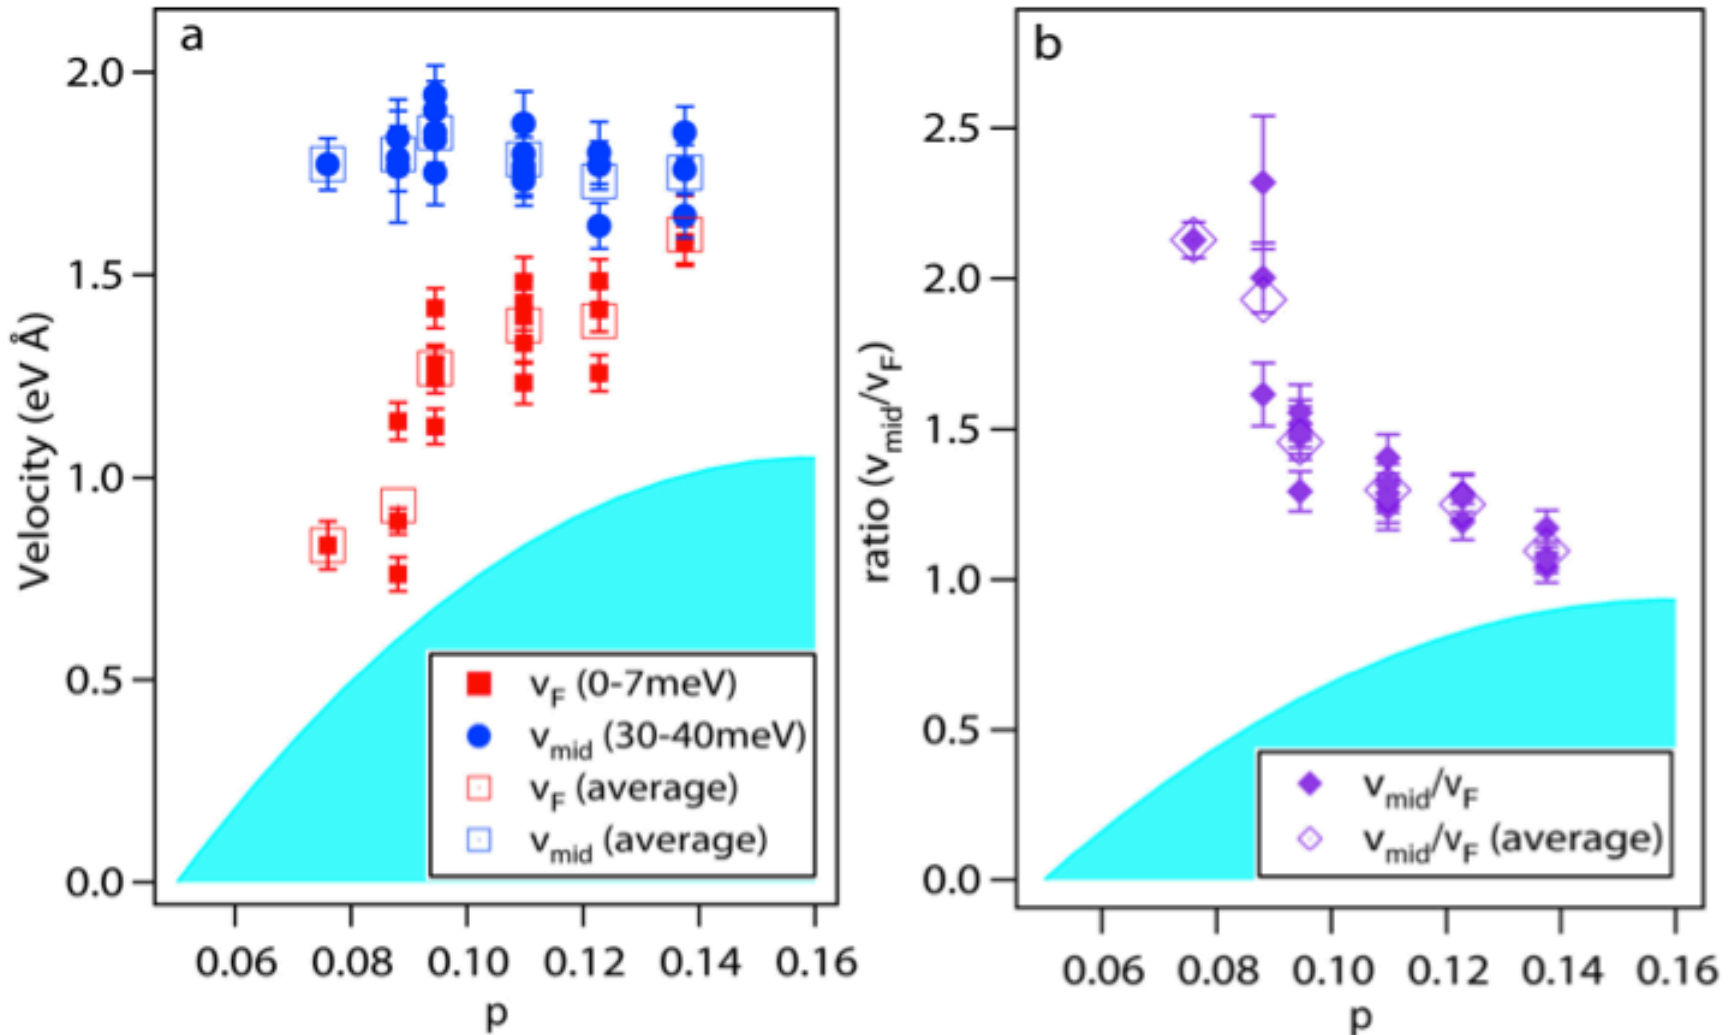 a
2.0
1.5
1.0
0.5
0.0
Velocity (eV Å)
v_F (0-7meV)
v_mid (30-40meV)
v_F (average)
v_mid (average)
0.06 0.08 0.10 0.12 0.14 0.16
p
b
2.5
2.0
1.5
1.0
0.5
0.0
ratio (v_mid/v_F)
v_mid/v_F
v_mid/v_F (average)
0.06 0.08 0.10 0.12 0.14 0.16
p